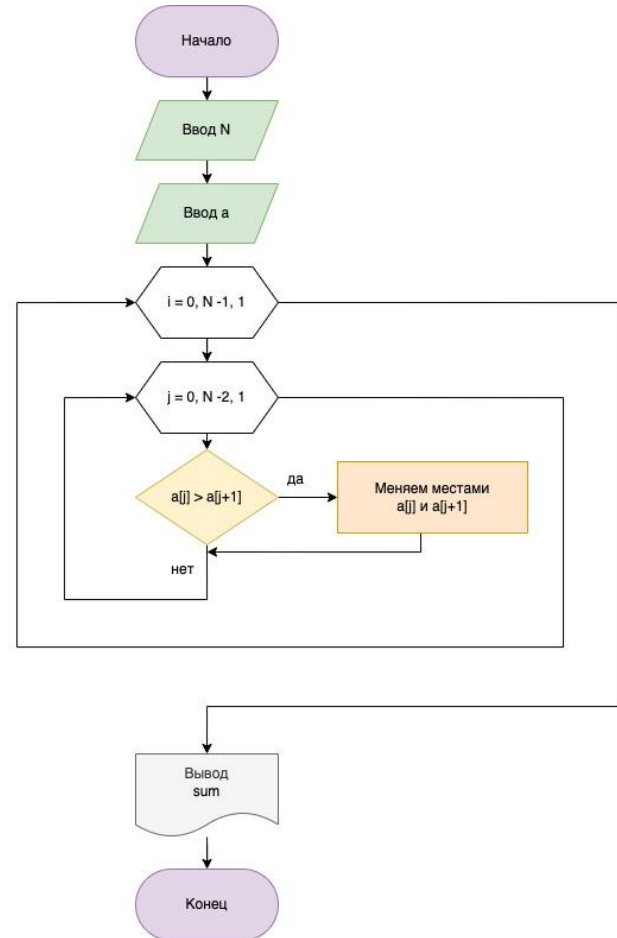 Начало
Ввод N
Ввод a
i = 0, N -1, 1
j = 0, N -2, 1
a[j] > a[j+1]
да
Меняем местами
a[j] и a[j+1]
нет
Вывод
sum
Конец